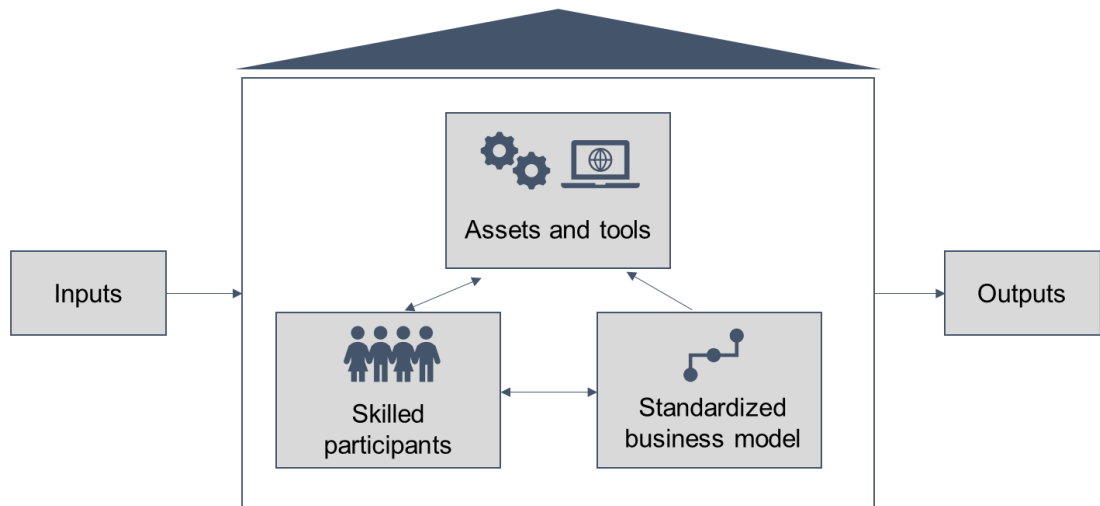 Assets and tools
Inputs
Outputs
Skilled
participants
Standardized
business model